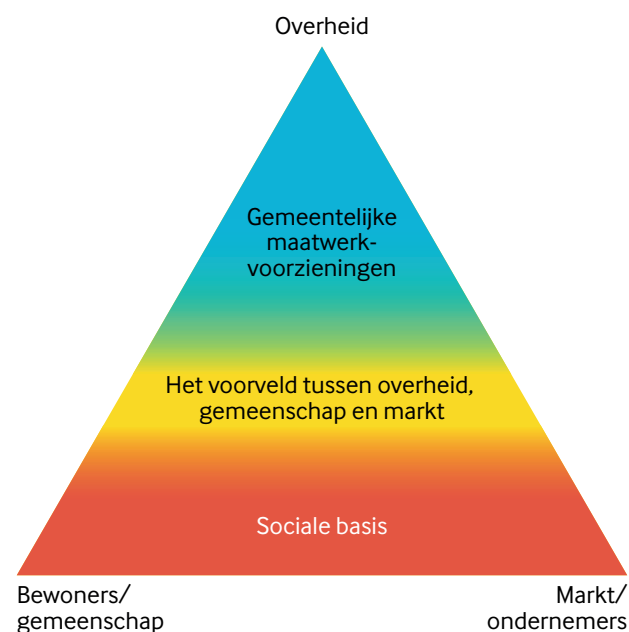 Overheid
Gemeentelijke
maatwerk-
voorzieningen
Het voorveld tussen overheid,
gemeenschap en markt
Sociale basis
Bewoners/
gemeenschap
Markt/
ondernemers